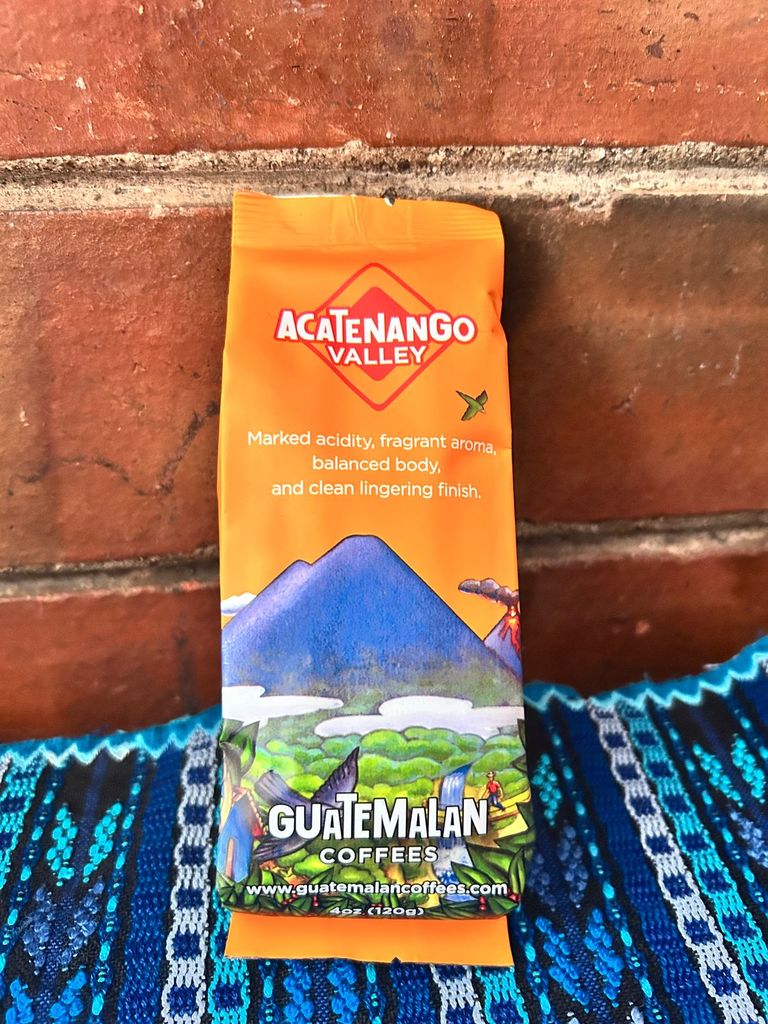 ACATENANGO
VALLEY
Marked acidity, fragrant aroma,
balanced body,
and clean lingering finish.
GUATEMALAN
COFFEES
www.guatemalancoffees.com
4oz (120g)